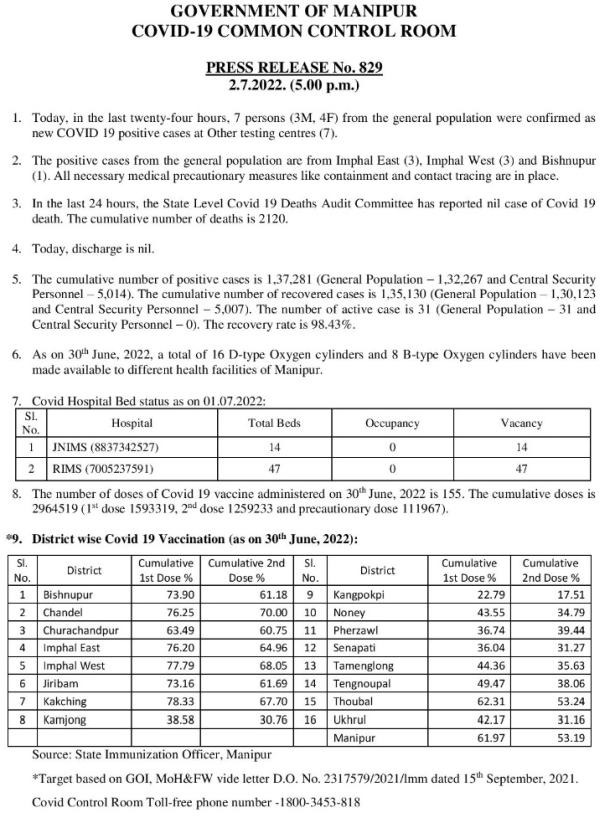 GOVERNMENT OF MANIPUR
COVID-19 COMMON CONTROL ROOM
PRESS RELEASE No. 829
2.7.2022. (5.00 p.m.)
1. Today, in the last twenty-four hours, 7 persons (3M, 4F) from the general population were confirmed as
new COVID 19 positive cases at Other testing centres (7).
2. The positive cases from the general population are from Imphal East (3), Imphal West (3) and Bishnupur
(1). All necessary medical precautionary measures like containment and contact tracing are in place.
3. In the last 24 hours, the State Level Covid 19 Deaths Audit Committee has reported nil case of Covid 19
death. The cumulative number of deaths is 2120.
4. Today, discharge is nil.
5. The cumulative number of positive cases is 1,37,281 (General Population – 1,32,267 and Central Security
Personnel – 5,014). The cumulative number of recovered cases is 1,35,130 (General Population – 1,30,123
and Central Security Personnel – 5,007). The number of active case is 31 (General Population – 31 and
Central Security Personnel – 0). The recovery rate is 98.43%.
6. As on 30th June, 2022, a total of 16 D-type Oxygen cylinders and 8 B-type Oxygen cylinders have been
made available to different health facilities of Manipur.
7. Covid Hospital Bed status as on 01.07.2022:
Sl. No. Hospital Total Beds Occupancy Vacancy
1 JNIMS (8837342527) 14 0 14
2 RIMS (7005237591) 47 0 47
8. The number of doses of Covid 19 vaccine administered on 30th June, 2022 is 155. The cumulative doses is
2964519 (1st dose 1593319, 2nd dose 1259233 and precautionary dose 111967).
*9. District wise Covid 19 Vaccination (as on 30th June, 2022):
Sl. No. District Cumulative 1st Dose % Cumulative 2nd Dose % Sl. No. District Cumulative 1st Dose % Cumulative 2nd Dose %
1 Bishnupur 73.90 61.18 9 Kangpokpi 22.79 17.51
2 Chandel 76.25 70.00 10 Noney 43.55 34.79
3 Churachandpur 63.49 60.75 11 Pherzawl 36.74 39.44
4 Imphal East 76.20 64.96 12 Senapati 36.04 31.27
5 Imphal West 77.79 68.05 13 Tamenglong 44.36 35.63
6 Jiribam 73.16 61.69 14 Tengnoupal 49.47 38.06
7 Kakching 78.33 67.70 15 Thoubal 62.31 53.24
8 Kamjong 38.58 30.76 16 Ukhrul 42.17 31.16
Manipur 61.97 53.19
Source: State Immunization Officer, Manipur
*Target based on GOI, MoH&FW vide letter D.O. No. 2317579/2021/Imm dated 15th September, 2021.
Covid Control Room Toll-free phone number -1800-3453-818